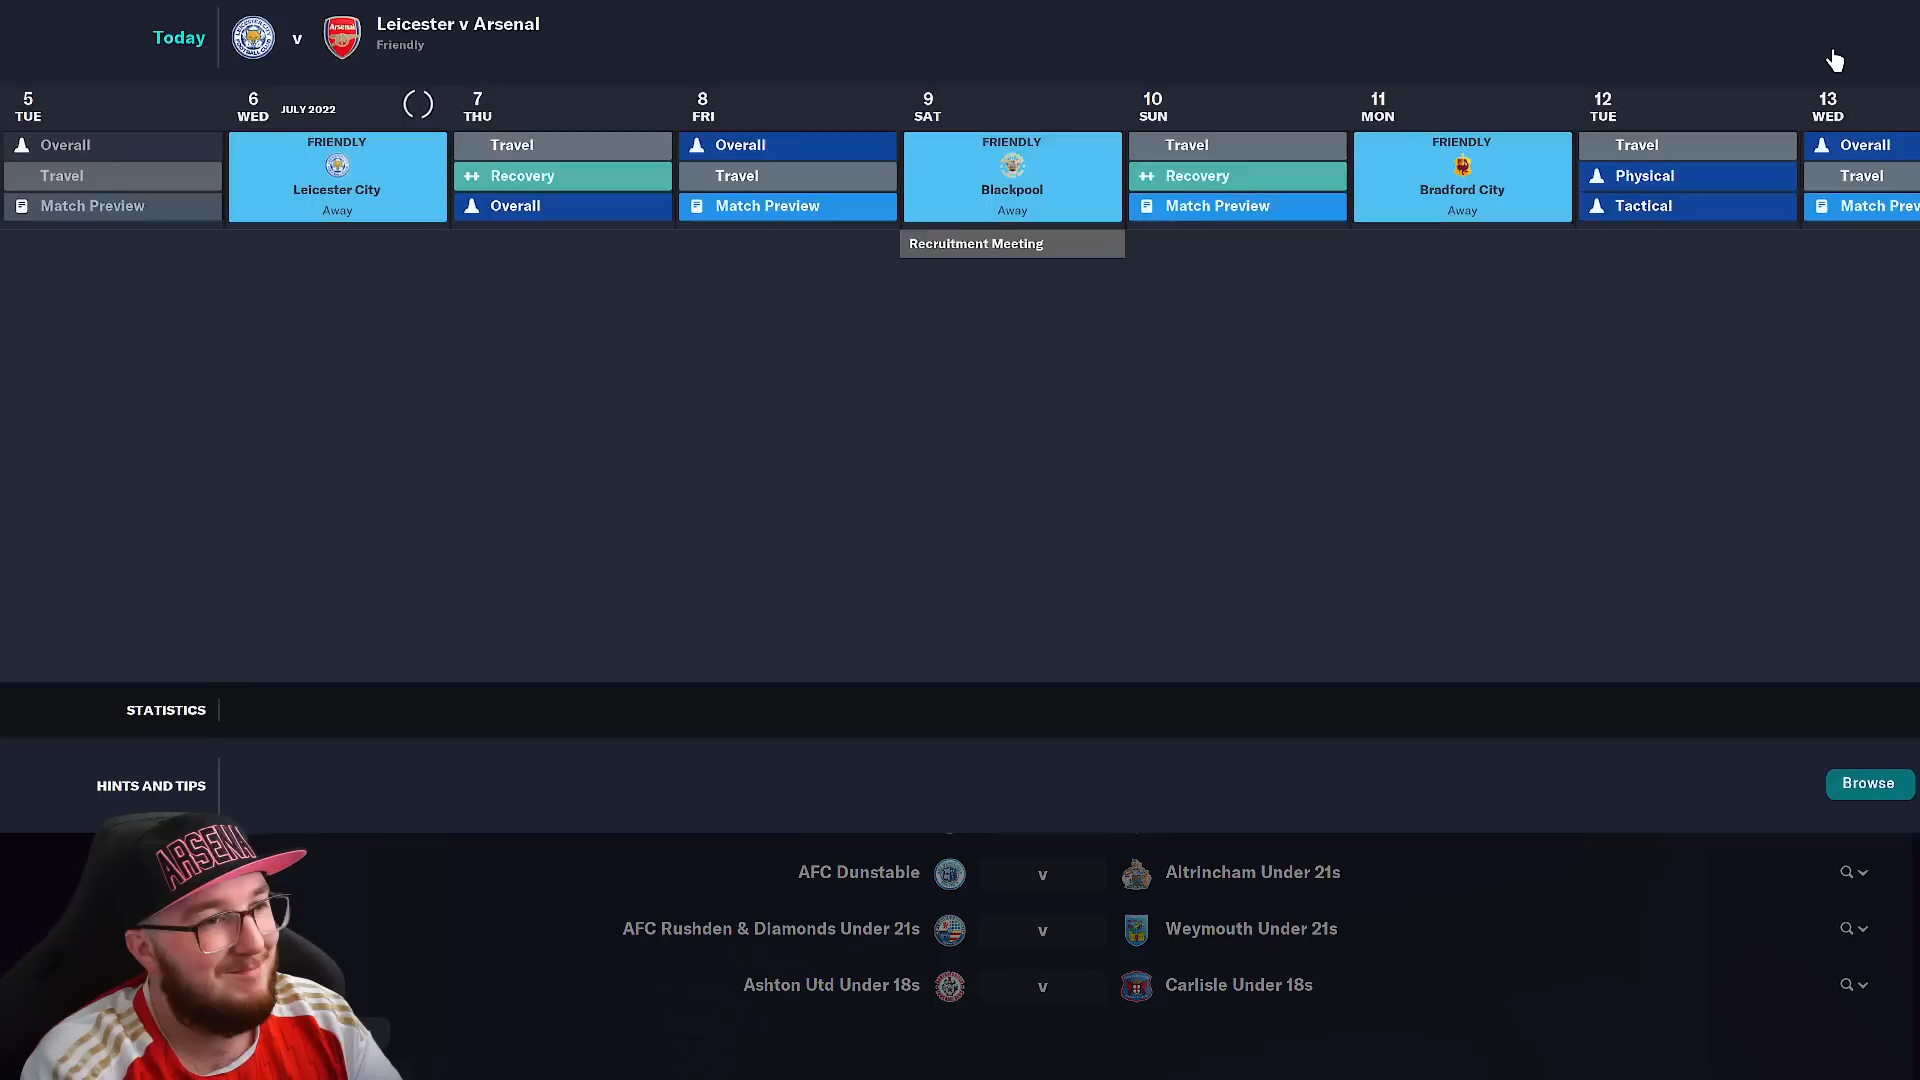 Today
v
Leicester v Arsenal
Friendly
5
TUE
6
WED
JULY 2022
7
THU
8
FRI
9
SAT
10
SUN
11
MON
12
TUE
13
WED
Overall
Travel
Match Preview
FRIENDLY
Leicester City
Away
Travel
Recovery
Overall
Overall
Travel
Match Preview
FRIENDLY
Blackpool
Away
Recruitment Meeting
Travel
Recovery
Match Preview
FRIENDLY
Bradford City
Away
Travel
Physical
Tactical
Overall
Travel
Match Prev
STATISTICS
HINTS AND TIPS
Browse
AFC Dunstable v Altrincham Under 21s
AFC Rushden & Diamonds Under 21s v Weymouth Under 21s
Ashton Utd Under 18s v Carlisle Under 18s
ARSENA